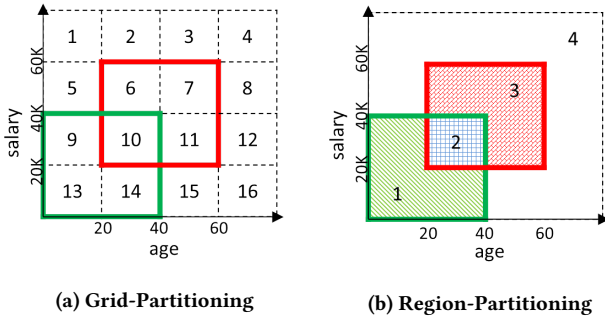 1 2 3 4
5 6 7 8
9 10 11 12
13 14 15 16
60K
40K
20K
salary
20 40 60
age
(a) Grid-Partitioning
4
3
2
1
60K
40K
20K
salary
20 40 60
age
(b) Region-Partitioning